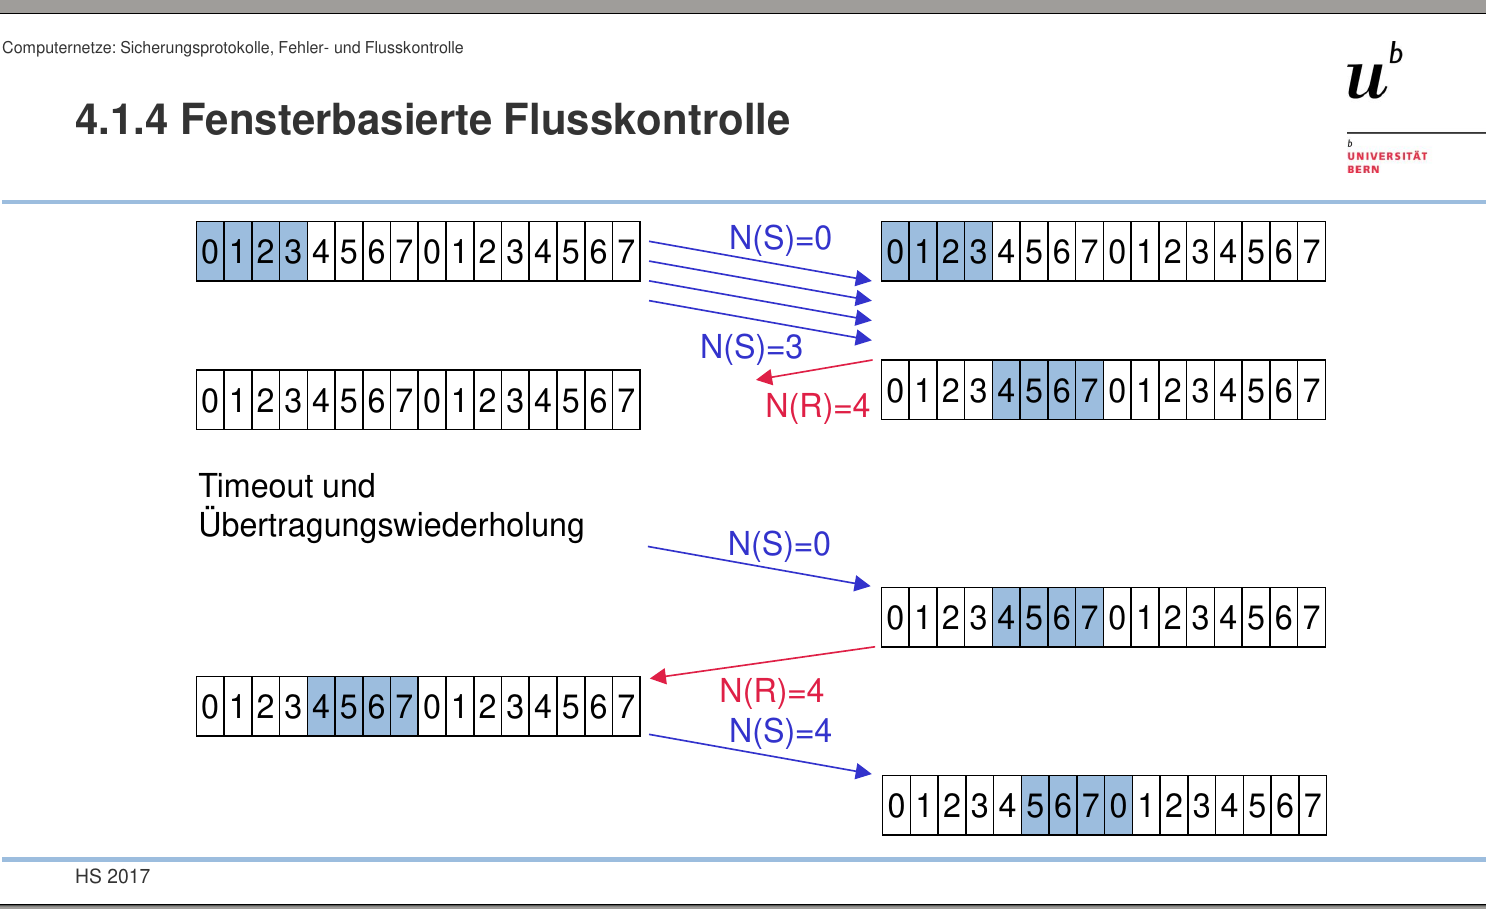 Computernetze: Sicherungsprotokolle, Fehler- und Flusskontrolle
u b
4.1.4 Fensterbasierte Flusskontrolle
b
UNIVERSITÄT
BERN
0 1 2 3 4 5 6 7 0 1 2 3 4 5 6 7
N(S)=0
0 1 2 3 4 5 6 7 0 1 2 3 4 5 6 7
N(S)=3
0 1 2 3 4 5 6 7 0 1 2 3 4 5 6 7
N(R)=4
0 1 2 3 4 5 6 7 0 1 2 3 4 5 6 7
Timeout und
Übertragungswiederholung
N(S)=0
0 1 2 3 4 5 6 7 0 1 2 3 4 5 6 7
0 1 2 3 4 5 6 7 0 1 2 3 4 5 6 7
N(R)=4
N(S)=4
0 1 2 3 4 5 6 7 0 1 2 3 4 5 6 7
HS 2017